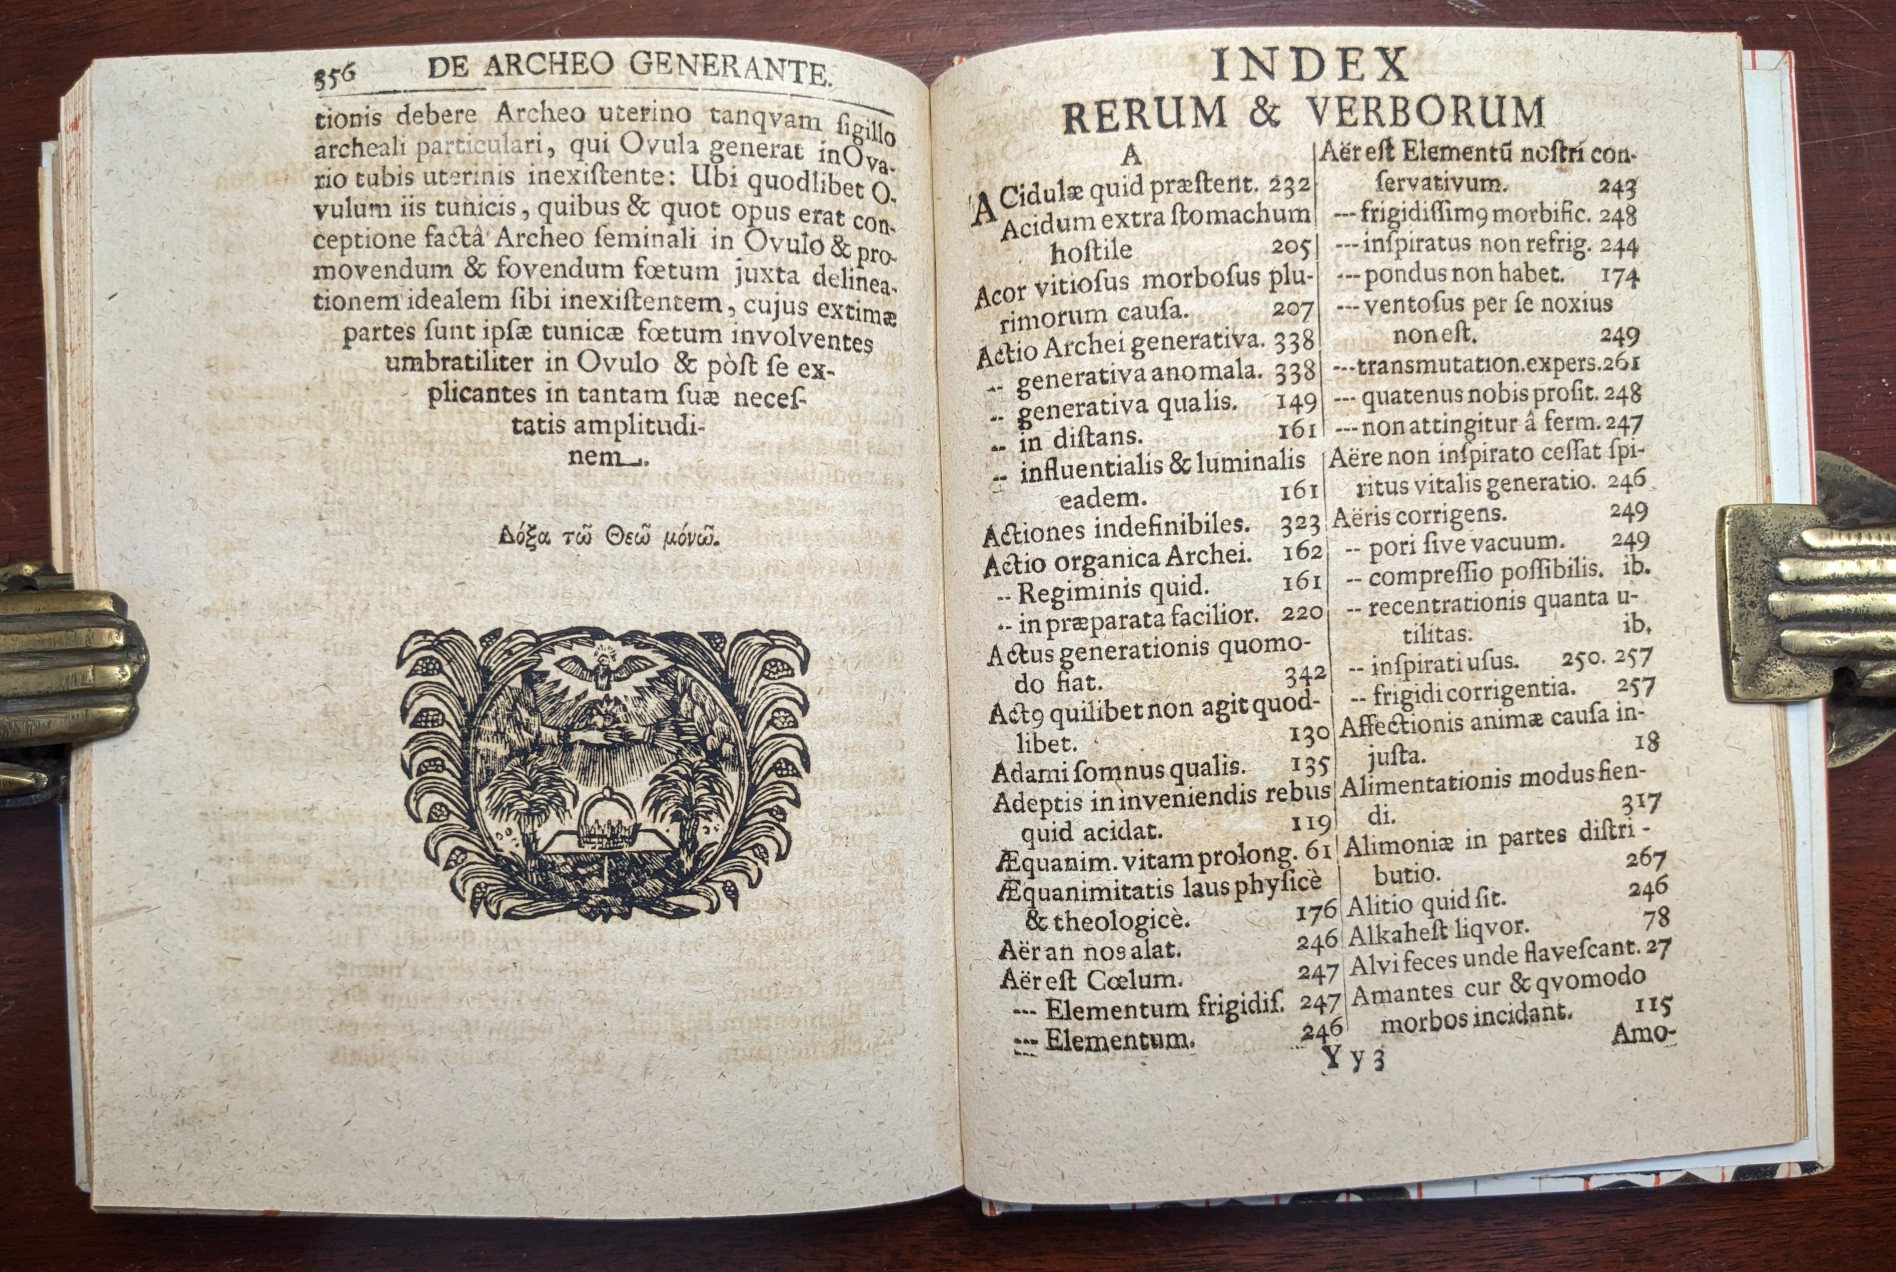 356 DE ARCHEO GENERANTE.
tionis debere Archeo uterino tanqvam ſigillo
archeali particulari, qui Ovula generat in Ova-
rio tubis uterinis inexiſtente: Ubi quodlibet O-
vulum iis tunicis, quibus & quot opus erat con-
ceptione factâ Archeo ſeminali in Ovulo & pro-
movendum & fovendum fœtum juxta delinea-
tionem idealem ſibi inexiſtentem, cujus extimæ
partes ſunt ipſæ tunicæ fœtum involventes
umbratiliter in Ovulo & pòſt ſe ex-
plicantes in tantam ſuæ neceſ-
tatis amplitudi-
nem.
Δόξα τῶ Θεῶ μόνῶ.
INDEX
RERUM & VERBORUM
A
ACidulæ quid præſtent. 232
Acidum extra ſtomachum
hoſtile 205
Acor vitioſus morboſus plu-
rimorum cauſa. 207
Actio Archei generativa. 338
-- generativa anomala. 338
-- generativa qualis. 149
-- in diſtans. 161
-- influentialis & luminalis
eadem. 161
Actiones indefinibiles. 323
Actio organica Archei. 162
-- Regiminis quid. 161
-- in præparata facilior. 220
Actus generationis quomo-
do fiat. 342
Actꝰ quilibet non agit quod-
libet. 130
Adami ſomnus qualis. 135
Adeptis in inveniendis rebus
quid acidat. 119
Æquanim. vitam prolong. 61
Æquanimitatis laus phyſicè
& theologicè. 176
Aër an nos alat. 246
Aër eſt Cœlum. 247
--- Elementum frigidiſ. 247
--- Elementum. 246
Aër eſt Elementū noſtri con-
ſervativum. 243
--- frigidiſſimꝰ morbific. 248
--- inſpiratus non refrig. 244
--- pondus non habet. 174
--- ventoſus per ſe noxius
non eſt. 249
--- transmutation. expers. 261
--- quatenus nobis proſit. 248
--- non attingitur â ferm. 247
Aëre non inſpirato ceſſat ſpi-
ritus vitalis generatio. 246
Aëris corrigens. 249
-- pori ſive vacuum. 249
-- compreſſio poſſibilis. ib.
-- recentrationis quanta u-
tilitas. ib.
-- inſpirati uſus. 250. 257
-- frigidi corrigentia. 257
Affectionis animæ cauſa in-
juſta. 18
Alimentationis modus fien-
di. 317
Alimoniæ in partes diſtri-
butio. 267
Alitio quid ſit. 246
Alkaheſt liqvor. 78
Alvi feces unde flaveſcant. 27
Amantes cur & qvomodo
morbos incidant. 115
Yy3 Amo-